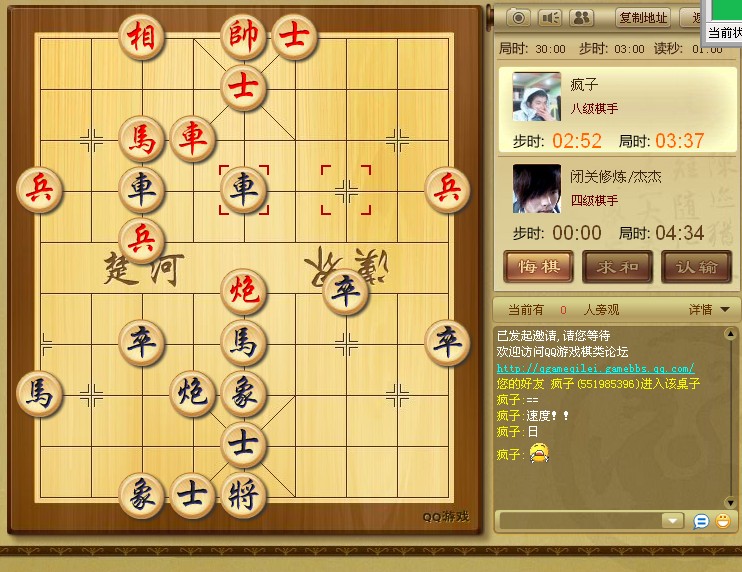 相 帥 士
士
馬 車
兵 車 車 兵
兵
楚 河 漢 界
炮 卒
卒 馬 卒
馬 炮 象
士
象 士 將
QQ游戏
复制地址
当前状
局时: 30:00 步时: 03:00 读秒: 01:00
疯子
八级棋手
步时: 02:52 局时: 03:37
闭关修炼/杰杰
四级棋手
步时: 00:00 局时: 04:34
悔棋 求和 认输
当前有 0 人旁观 详情
已发起邀请,请您等待
欢迎访问QQ游戏棋类论坛
http://qgameqilei.gamebbs.qq.com/
您的好友 疯子(551985396)进入该桌子
疯子:==
疯子:速度!!
疯子:日
疯子: